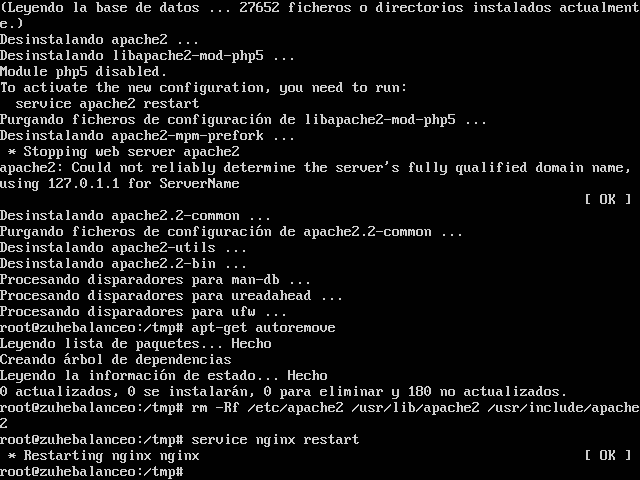 (Leyendo la base de datos ... 27652 ficheros o directorios instalados actualment
e.)
Desinstalando apache2 ...
Desinstalando libapache2-mod-php5 ...
Module php5 disabled.
To activate the new configuration, you need to run:
  service apache2 restart
Purgando ficheros de configuración de libapache2-mod-php5 ...
Desinstalando apache2-mpm-prefork ...
 * Stopping web server apache2
apache2: Could not reliably determine the server's fully qualified domain name,
using 127.0.1.1 for ServerName
[ OK ]
Desinstalando apache2.2-common ...
Purgando ficheros de configuración de apache2.2-common ...
Desinstalando apache2-utils ...
Desinstalando apache2.2-bin ...
Procesando disparadores para man-db ...
Procesando disparadores para ureadahead ...
Procesando disparadores para ufw ...
root@zuhebalanceo:/tmp# apt-get autoremove
Leyendo lista de paquetes... Hecho
Creando árbol de dependencias
Leyendo la información de estado... Hecho
0 actualizados, 0 se instalarán, 0 para eliminar y 180 no actualizados.
root@zuhebalanceo:/tmp# rm -Rf /etc/apache2 /usr/lib/apache2 /usr/include/apache
2
root@zuhebalanceo:/tmp# service nginx restart
 * Restarting nginx nginx [ OK ]
root@zuhebalanceo:/tmp#